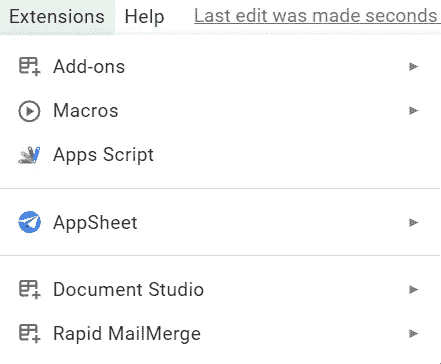 Extensions Help Last edit was made seconds
Add-ons
Macros
Apps Script
AppSheet
Document Studio
Rapid MailMerge